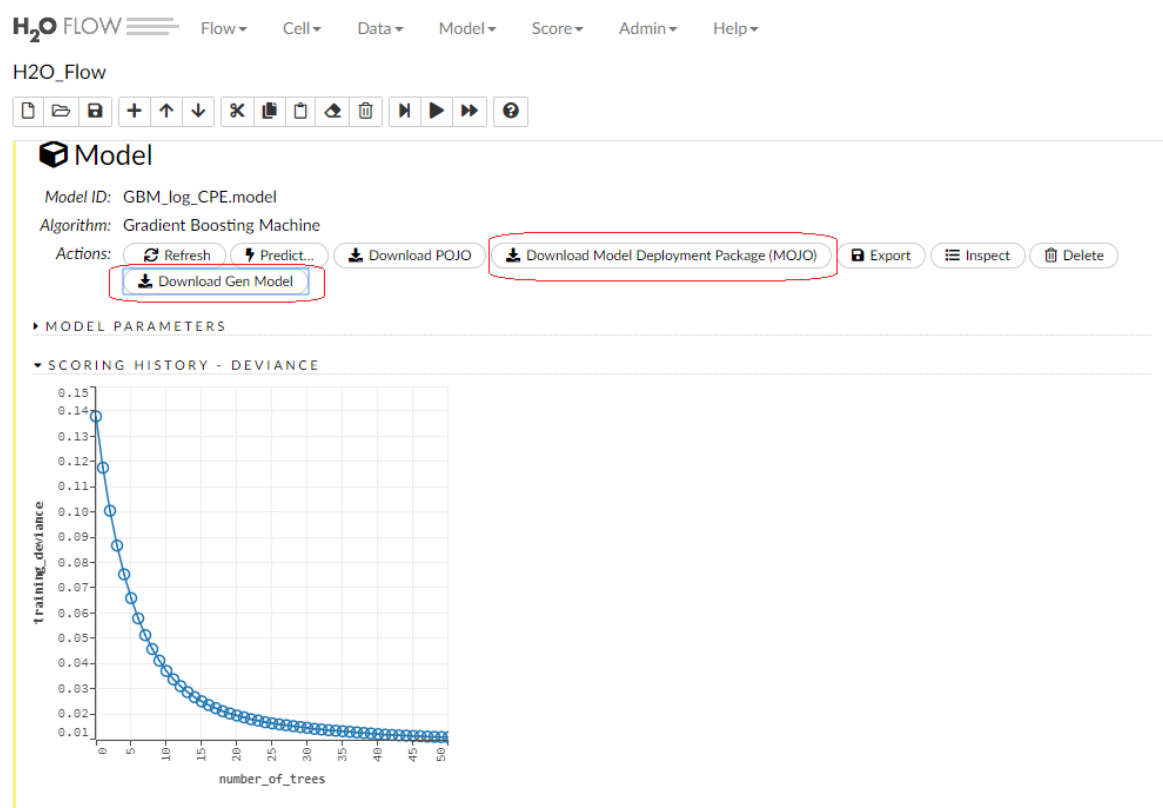 H2O FLOW Flow Cell Data Model Score Admin Help
H2O_Flow
Model
Model ID: GBM_log_CPE.model
Algorithm: Gradient Boosting Machine
Actions: Refresh Predict... Download POJO Download Model Deployment Package (MOJO) Export Inspect Delete
Download Gen Model
MODEL PARAMETERS
SCORING HISTORY - DEVIANCE
0.15
0.14
0.13
0.12
0.11
0.10
0.09
0.08
0.07
0.06
0.05
0.04
0.03
0.02
0.01
training_deviance
0 5 10 15 20 25 30 35 40 45 50
number_of_trees